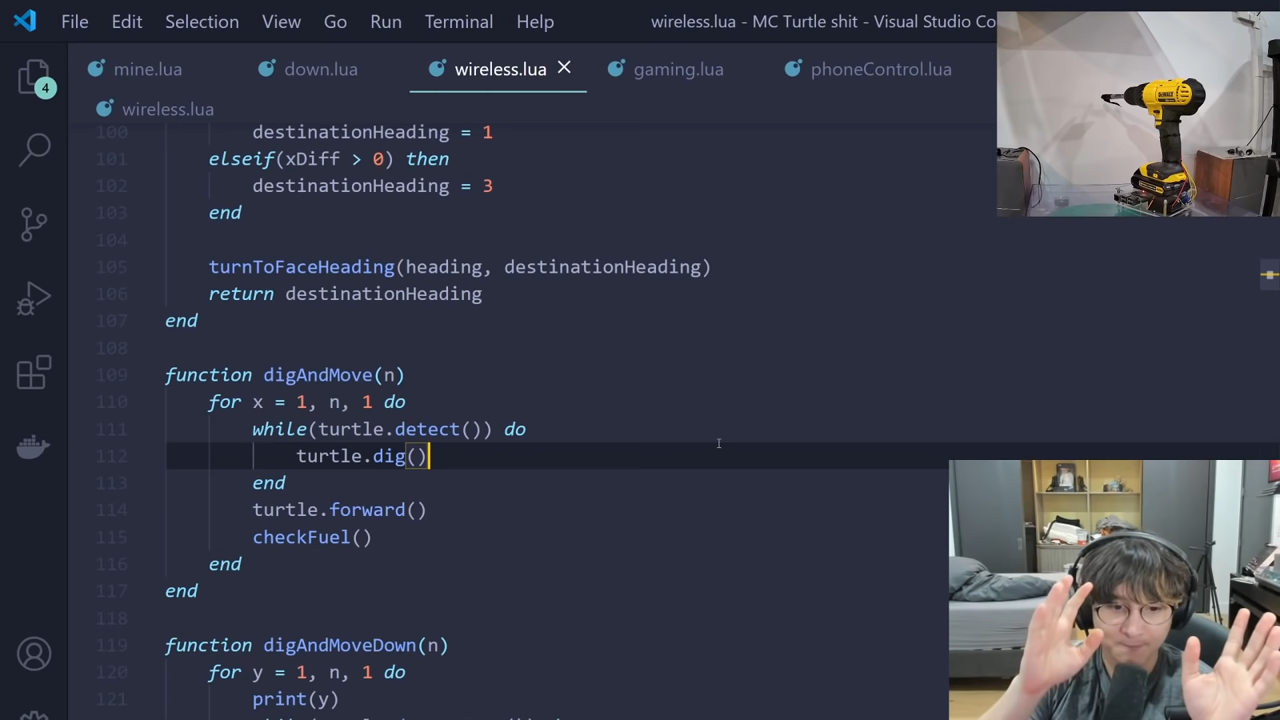 File Edit Selection View Go Run Terminal Help wireless.lua - MC Turtle shit - Visual Studio Co
4
mine.lua down.lua wireless.lua gaming.lua phoneControl.lua
wireless.lua
100 destinationHeading = 1
101 elseif(xDiff > 0) then
102 destinationHeading = 3
103 end
104
105 turnToFaceHeading(heading, destinationHeading)
106 return destinationHeading
107 end
108
109 function digAndMove(n)
110 for x = 1, n, 1 do
111 while(turtle.detect()) do
112 turtle.dig()
113 end
114 turtle.forward()
115 checkFuel()
116 end
117 end
118
119 function digAndMoveDown(n)
120 for y = 1, n, 1 do
121 print(y)
DEWALT